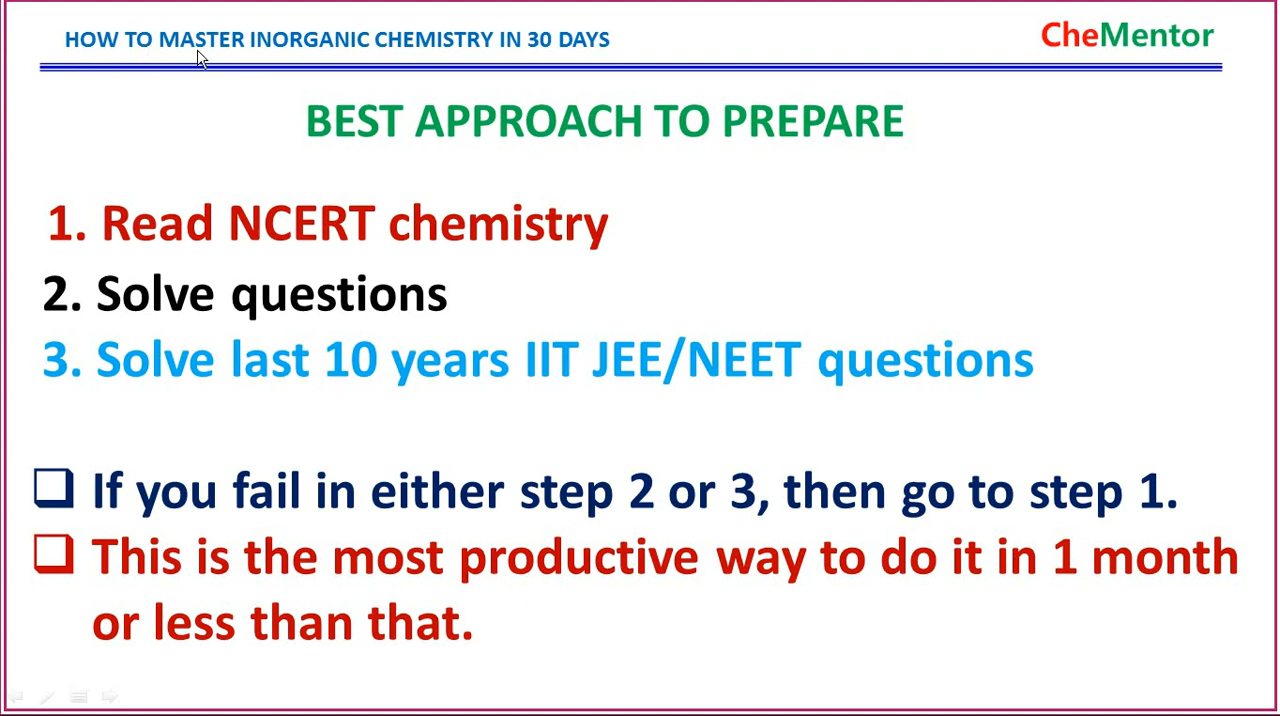 HOW TO MASTER INORGANIC CHEMISTRY IN 30 DAYS
CheMentor
BEST APPROACH TO PREPARE
1. Read NCERT chemistry
2. Solve questions
3. Solve last 10 years IIT JEE/NEET questions
If you fail in either step 2 or 3, then go to step 1.
This is the most productive way to do it in 1 month
or less than that.